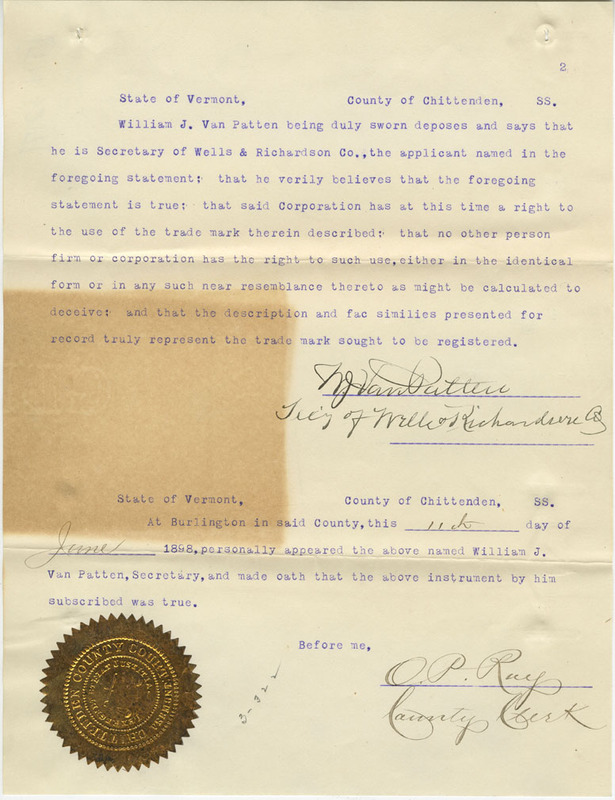 2
State of Vermont, County of Chittenden, SS.
William J. Van Patten being duly sworn deposes and says that
he is Secretary of Wells & Richardson Co., the applicant named in the
foregoing statement: that he verily believes that the foregoing
statement is true: that said Corporation has at this time a right to
the use of the trade mark therein described: that no other person
firm or corporation has the right to such use, either in the identical
form or in any such near resemblance thereto as might be calculated to
deceive: and that the description and fac similies presented for
record truly represent the trade mark sought to be registered.
WJ Van Patten
Sec'y of Wells & Richardson Co
State of Vermont, County of Chittenden, SS.
At Burlington in said County, this 11th day of
June 1898, personally appeared the above named William J.
Van Patten, Secretary, and made oath that the above instrument by him
subscribed was true.
Before me,
O. P. Ray
County Clerk
3-322
CHITTENDEN COUNTY COURT